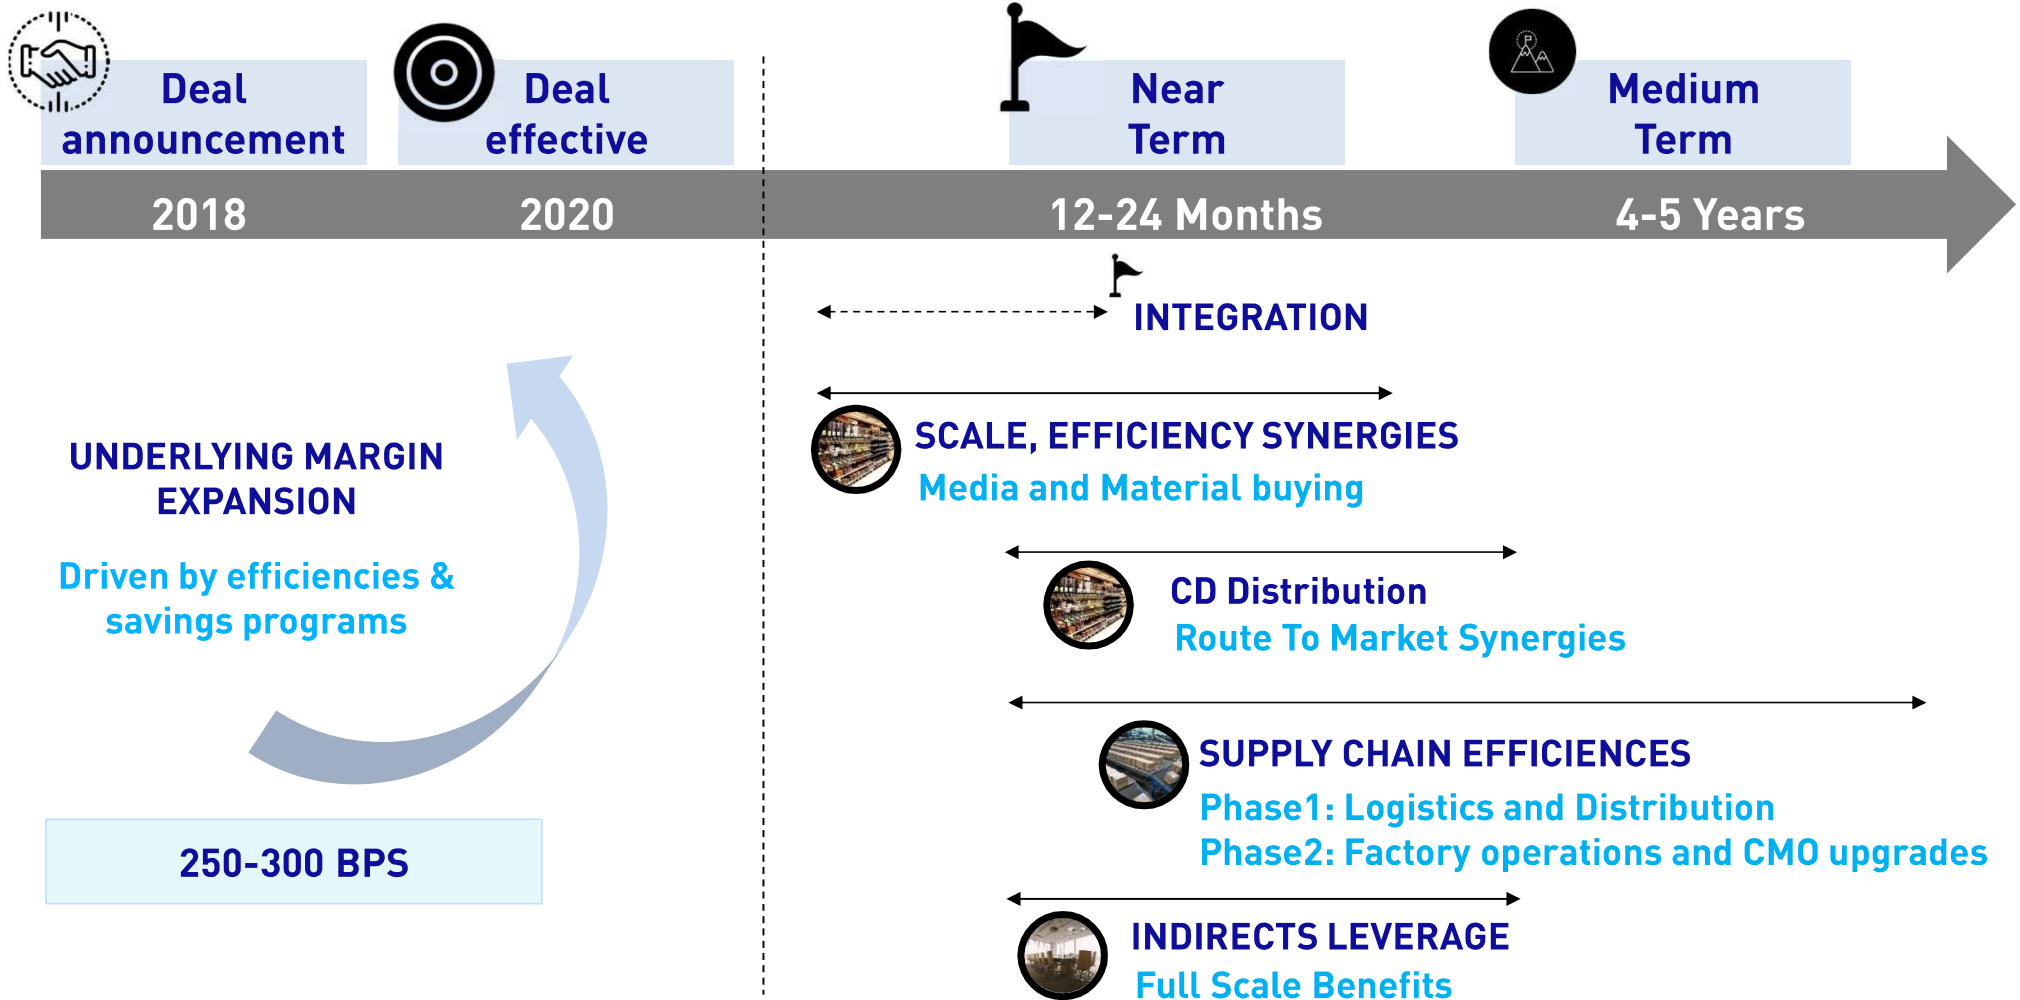 Deal
announcement
Deal
effective
Near
Term
Medium
Term
2018
2020
12-24 Months
4-5 Years
INTEGRATION
UNDERLYING MARGIN
EXPANSION
Driven by efficiencies &
savings programs
250-300 BPS
SCALE, EFFICIENCY SYNERGIES
Media and Material buying
CD Distribution
Route To Market Synergies
SUPPLY CHAIN EFFICIENCES
Phase1: Logistics and Distribution
Phase2: Factory operations and CMO upgrades
INDIRECTS LEVERAGE
Full Scale Benefits